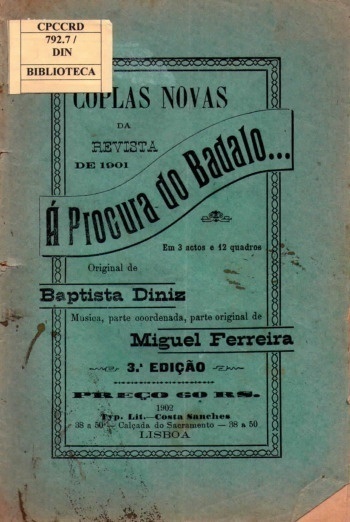 CPCCRD
792.7 /
DIN
BIBLIOTECA
COPLAS NOVAS
DA
REVISTA
DE 1901
Á Procura do Badalo...
Em 3 actos e 12 quadros
Original de
Baptista Diniz
Musica, parte coordenada, parte original de
Miguel Ferreira
3.ª EDIÇÃO
PREÇO 60 RS.
1902
Typ. Lit.—Costa Sanches
38 a 50—Calçada do Sacramento—38 a 50
LISBOA